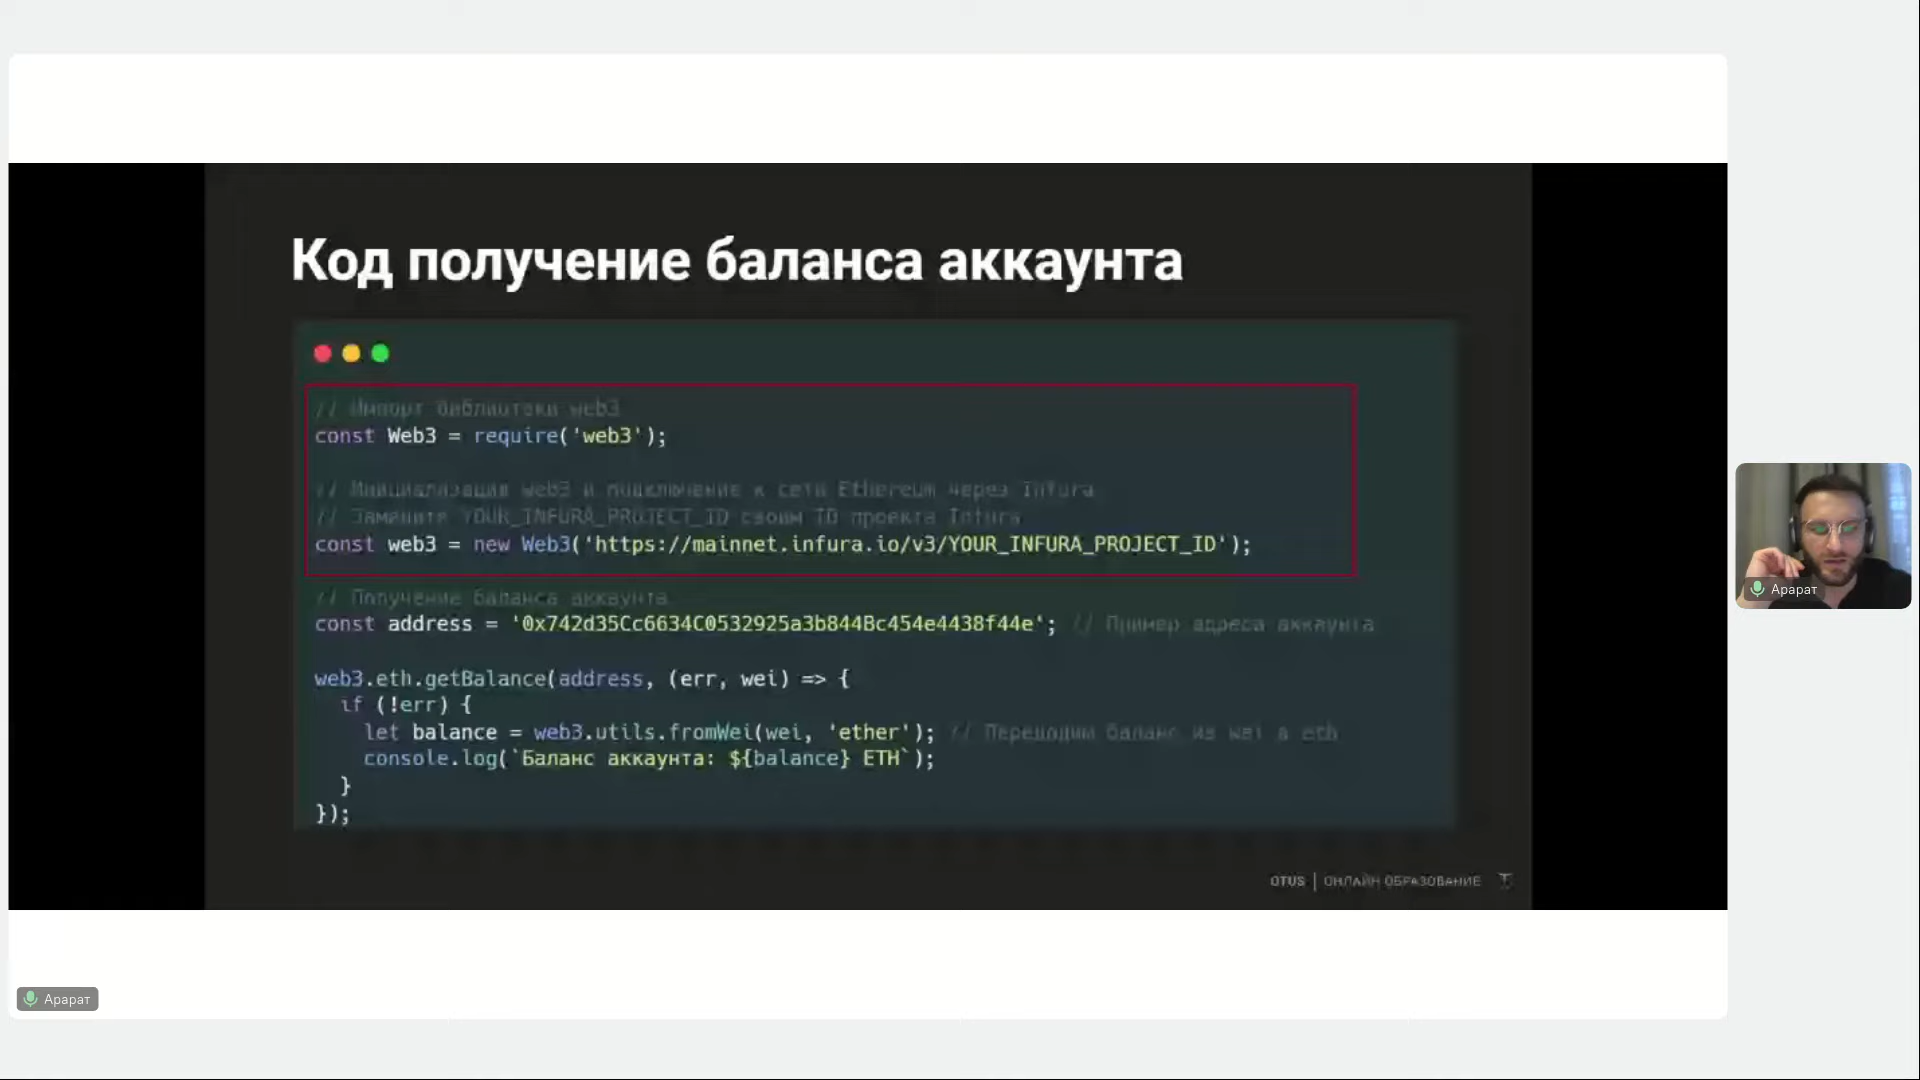 Код получение баланса аккаунта
// Импорт библиотеки web3
const Web3 = require('web3');
// Инициализация web3 и подключение к сети Ethereum через Infura
// Замените YOUR_INFURA_PROJECT_ID своим ID проекта Infura
const web3 = new Web3('https://mainnet.infura.io/v3/YOUR_INFURA_PROJECT_ID');
// Получение баланса аккаунта
const address = '0x742d35Cc6634C0532925a3b844Bc454e4438f44e'; // Пример адреса аккаунта
web3.eth.getBalance(address, (err, wei) => {
if (!err) {
let balance = web3.utils.fromWei(wei, 'ether'); // Переводим баланс из wei в eth
console.log(`Баланс аккаунта: ${balance} ETH`);
}
});
OTUS | ОНЛАЙН ОБРАЗОВАНИЕ
Арарат
Арарат